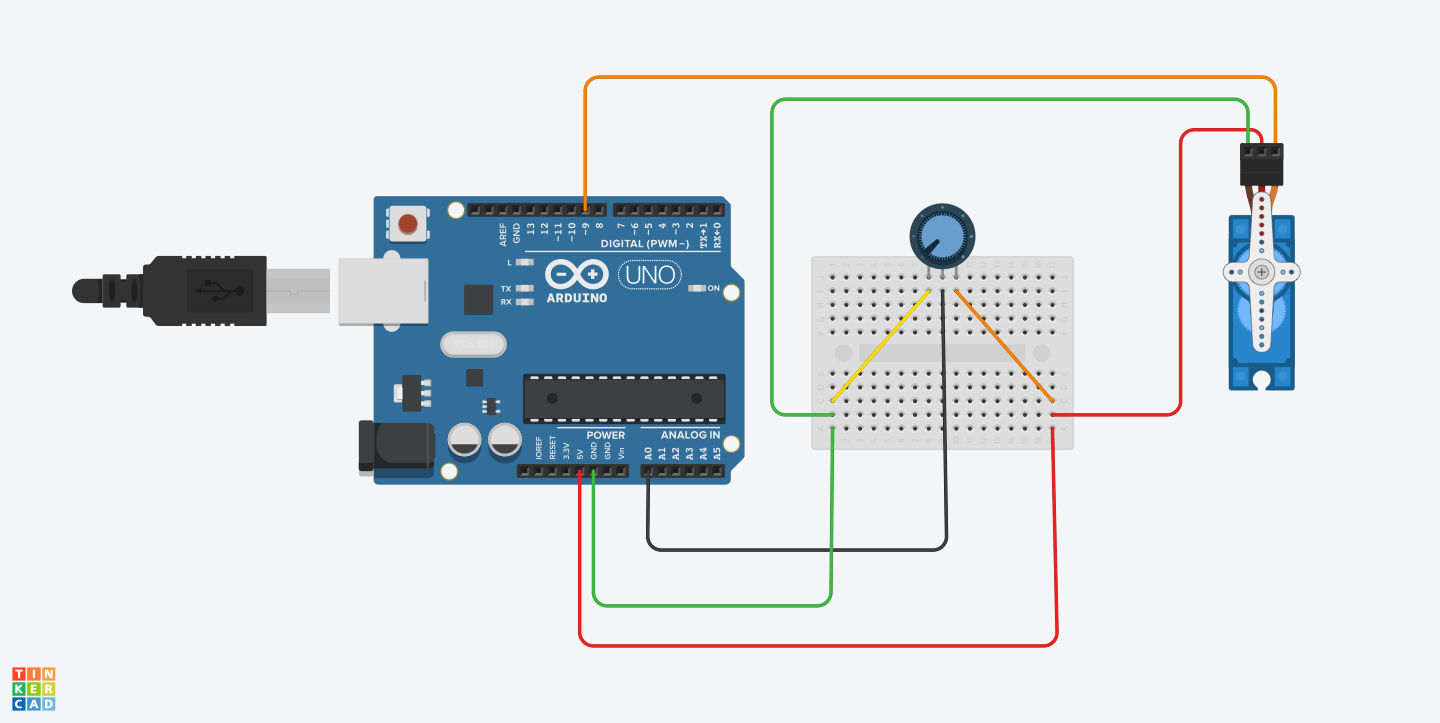 AREF
GND
13
12
~11
~10
~9
8
7
~6
~5
4
~3
2
TX→1
RX←0
DIGITAL (PWM~)
L
TX
RX
ARDUINO
UNO
ON
POWER
ANALOG IN
IOREF
RESET
3.3V
5V
GND
GND
Vin
A0
A1
A2
A3
A4
A5
TIN
KER
CAD